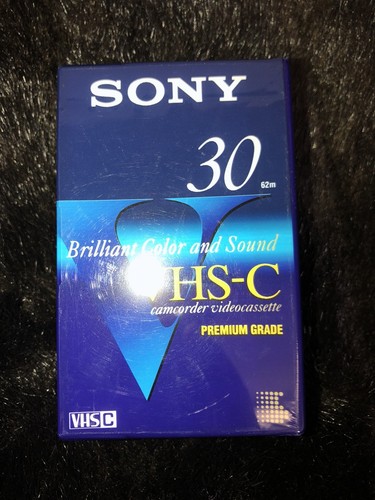 SONY
30
62m
Brilliant Color and Sound
VHS-C
camcorder videocassette
PREMIUM GRADE
VHS C